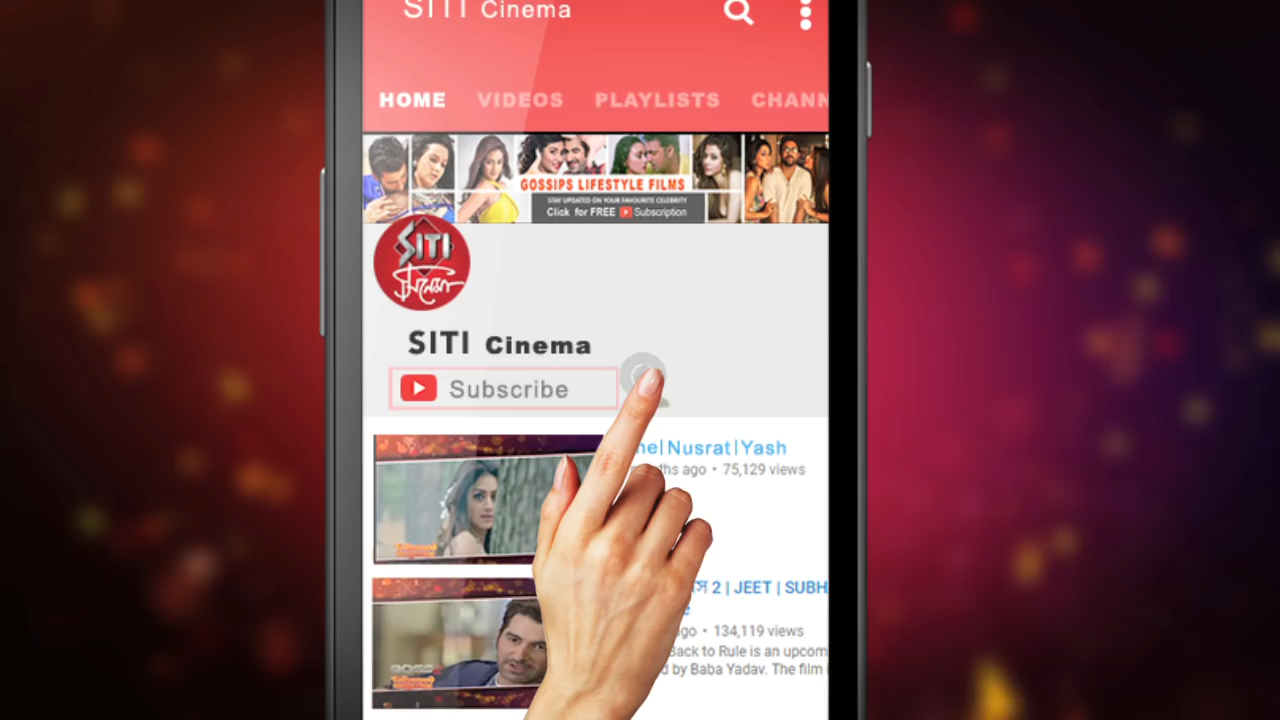 SITI Cinema
HOME VIDEOS PLAYLISTS CHANN
GOSSIPS LIFESTYLE FILMS
STAY UPDATED ON YOUR FAVOURITE CELEBRITY
Click for FREE Subscription
SITI
সিনেমা
SITI Cinema
Subscribe
ne|Nusrat|Yash
ths ago • 75,129 views
2 | JEET | SUBH
ago • 134,119 views
Back to Rule is an upcom
d by Baba Yadav. The film